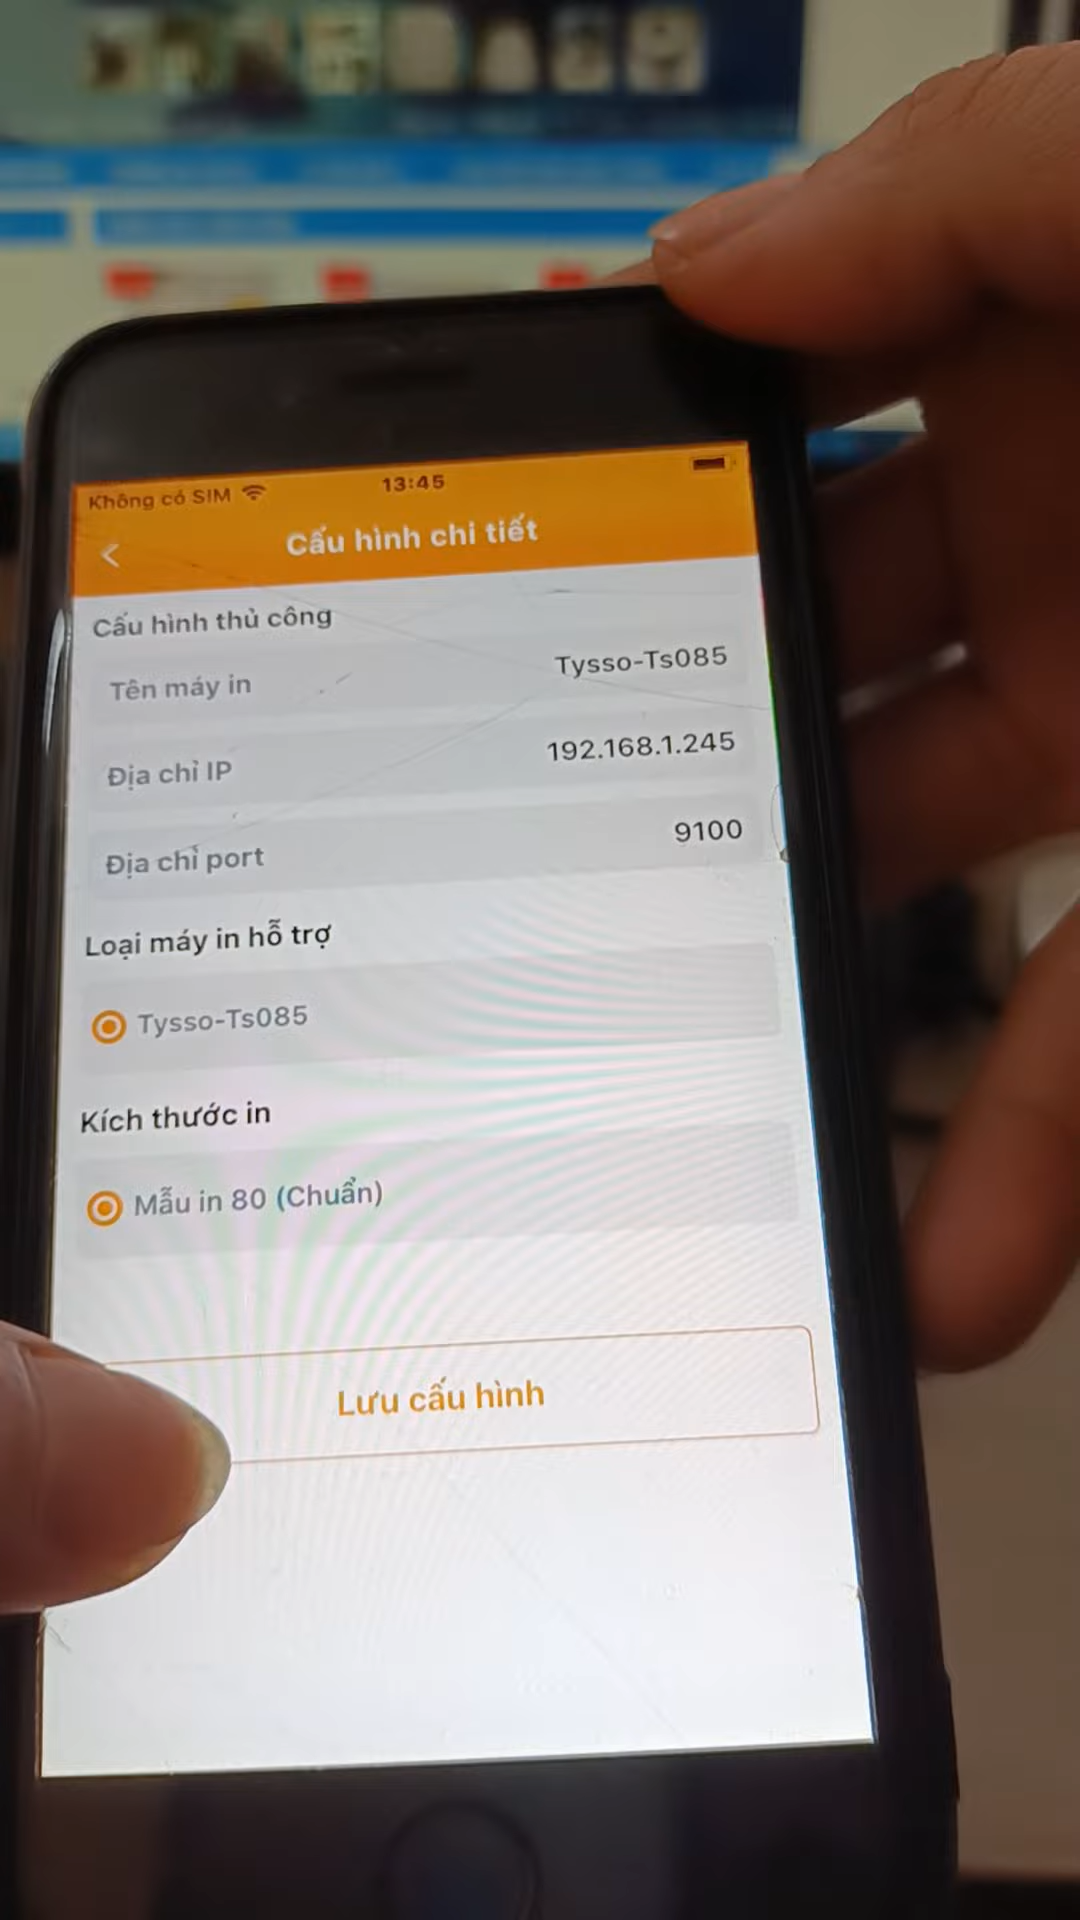 Không có SIM
13:45
Cấu hình chi tiết
Cấu hình thủ công
Tên máy in
Tysso-Ts085
Địa chỉ IP
192.168.1.245
Địa chỉ port
9100
Loại máy in hỗ trợ
Tysso-Ts085
Kích thước in
Mẫu in 80 (Chuẩn)
Lưu cấu hình